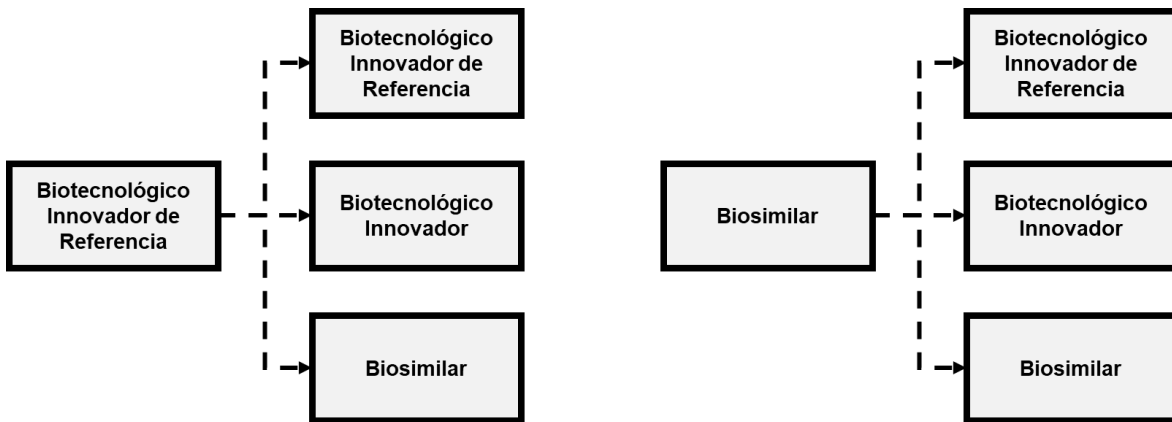 Biotecnológico
Innovador de
Referencia
Biotecnológico
Innovador de
Referencia
Biotecnológico
Innovador
Biosimilar
Biosimilar
Biotecnológico
Innovador de
Referencia
Biotecnológico
Innovador
Biosimilar